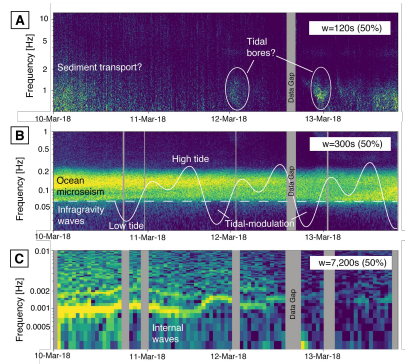 A
w=120s (50%)
Tidal
bores?
Sediment transport?
Data Gap
Frequency [Hz]
10
5
2
1
10-Mar-18
11-Mar-18
12-Mar-18
13-Mar-18
B
w=300s (50%)
High tide
Ocean
microseism
Infragravity
waves
Low tide
Tidal-modulation
Data Gap
Frequency [Hz]
1
0.5
0.2
0.1
0.05
10-Mar-18
11-Mar-18
12-Mar-18
13-Mar-18
C
w=7,200s (50%)
Internal
waves
Data Gap
Frequency [Hz]
0.01
0.002
0.001
0.0005
10-Mar-18
11-Mar-18
12-Mar-18
13-Mar-18